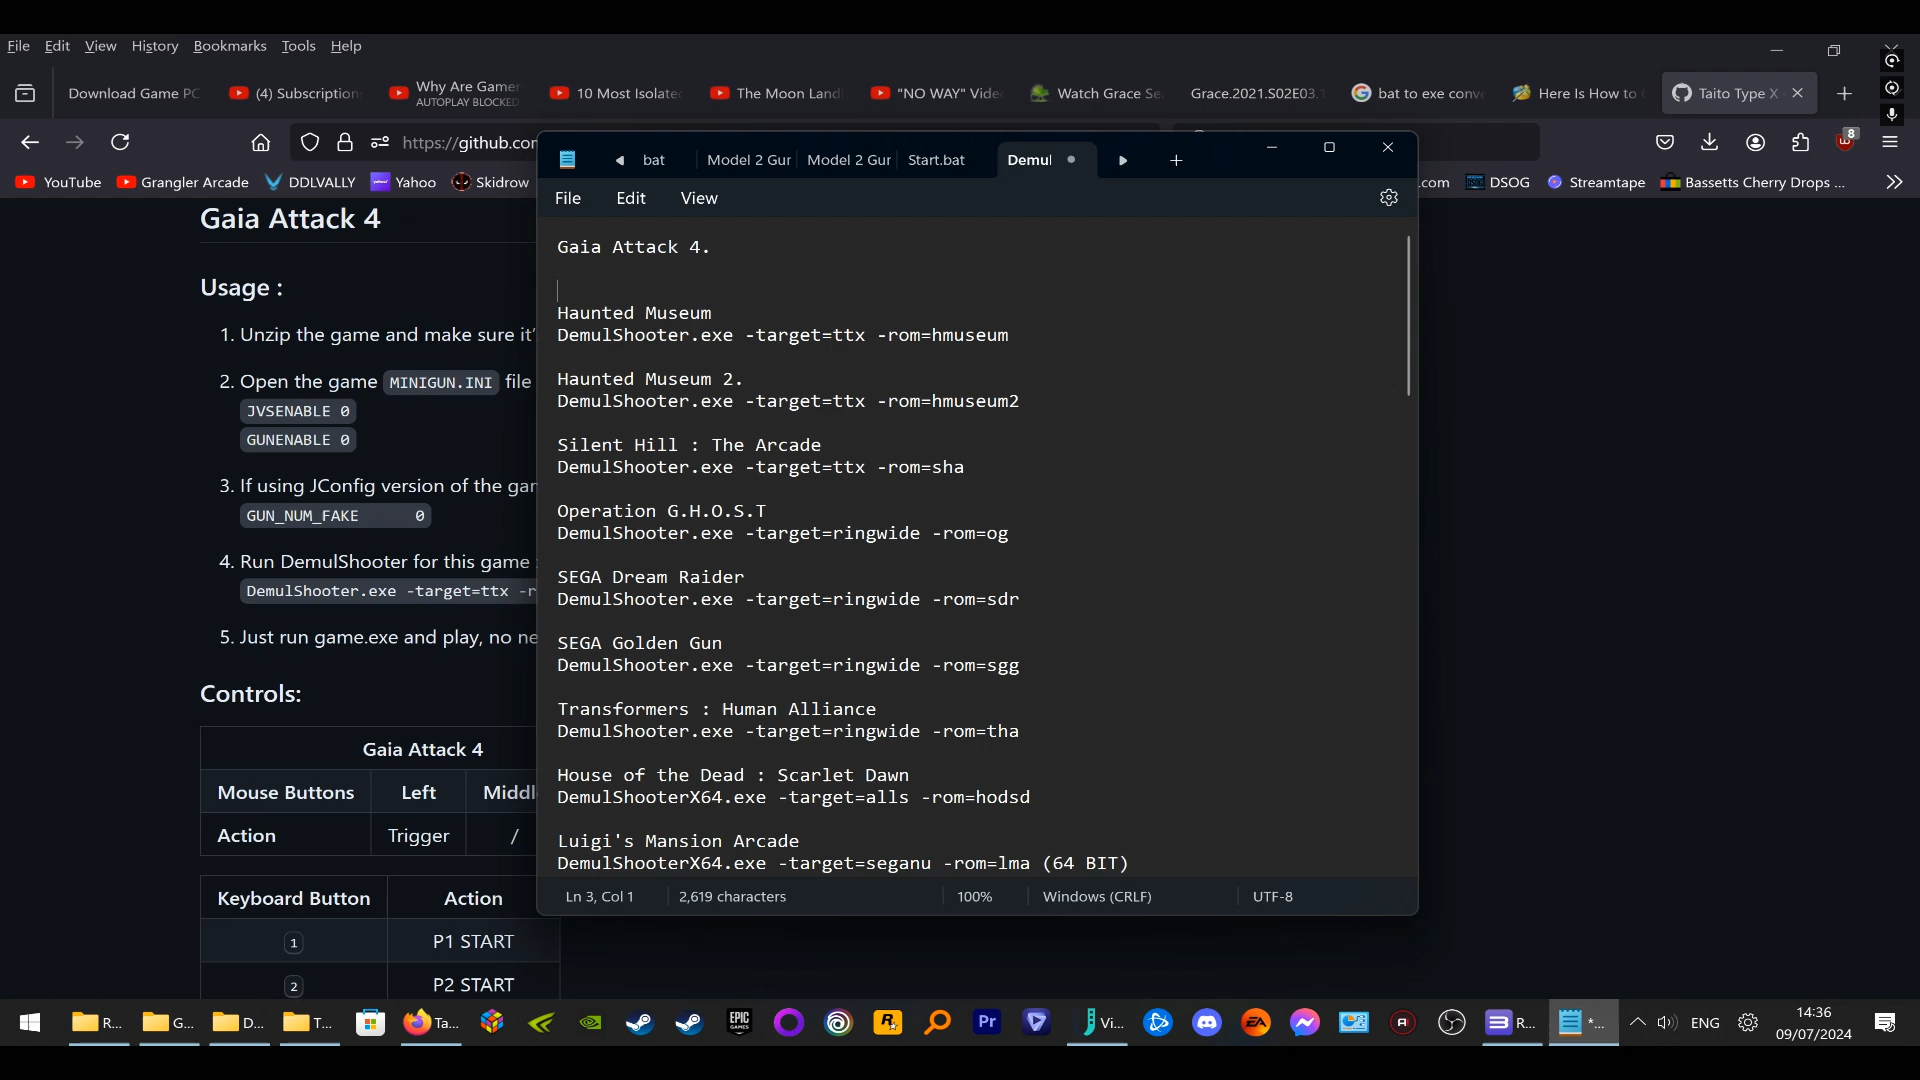 File Edit View History Bookmarks Tools Help
Download Game PC
(4) Subscription
Why Are Gamer
AUTOPLAY BLOCKED
10 Most Isolate
The Moon Land
"NO WAY" Vide
Watch Grace Se
Grace.2021.S02E03.1
bat to exe conve
Here Is How to
Taito Type X
https://github.com
8
YouTube
Grangler Arcade
DDLVALLY
Yahoo
Skidrow
.com
DSOG
Streamtape
Bassetts Cherry Drops ...
bat
Model 2 Gur
Model 2 Gur
Start.bat
Demul
File Edit View
Gaia Attack 4
Usage :
1. Unzip the game and make sure it'
2. Open the game MINIGUN.INI file
JVSENABLE 0
GUNENABLE 0
3. If using JConfig version of the gam
GUN_NUM_FAKE 0
4. Run DemulShooter for this game
DemulShooter.exe -target=ttx -r
5. Just run game.exe and play, no ne
Controls:
Gaia Attack 4
Mouse Buttons Left Middl
Action Trigger /
Keyboard Button Action
1 P1 START
2 P2 START
Gaia Attack 4.
Haunted Museum
DemulShooter.exe -target=ttx -rom=hmuseum
Haunted Museum 2.
DemulShooter.exe -target=ttx -rom=hmuseum2
Silent Hill : The Arcade
DemulShooter.exe -target=ttx -rom=sha
Operation G.H.O.S.T
DemulShooter.exe -target=ringwide -rom=og
SEGA Dream Raider
DemulShooter.exe -target=ringwide -rom=sdr
SEGA Golden Gun
DemulShooter.exe -target=ringwide -rom=sgg
Transformers : Human Alliance
DemulShooter.exe -target=ringwide -rom=tha
House of the Dead : Scarlet Dawn
DemulShooterX64.exe -target=alls -rom=hodsd
Luigi's Mansion Arcade
DemulShooterX64.exe -target=seganu -rom=lma (64 BIT)
Ln 3, Col 1
2,619 characters
100%
Windows (CRLF)
UTF-8
R...
G...
D...
T...
Ta...
EPIC GAMES
Pr
Vi...
EA
R...
*...
ENG
14:36
09/07/2024